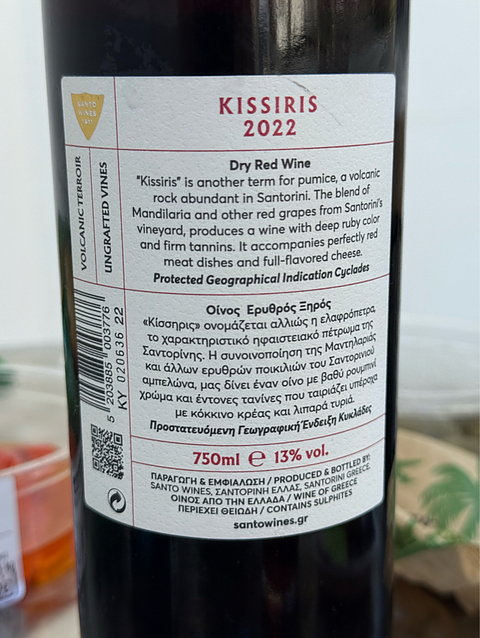 SANTO
WINES
1911
KISSIRIS
2022
VOLCANIC TERROIR
UNGRAFTED VINES
Dry Red Wine
"Kissiris" is another term for pumice, a volcanic
rock abundant in Santorini. The blend of
Mandilaria and other red grapes from Santorini's
vineyard, produces a wine with deep ruby color
and firm tannins. It accompanies perfectly red
meat dishes and full-flavored cheese.
Protected Geographical Indication Cyclades
Οίνος Ερυθρός Ξηρός
«Κίσσηρις» ονομάζεται αλλιώς η ελαφρόπετρα,
το χαρακτηριστικό ηφαιστειακό πέτρωμα της
Σαντορίνης. Η συνοινοποίηση της Μαντηλαριάς
και άλλων ερυθρών ποικιλιών του Σαντορινιού
αμπελώνα, μας δίνει έναν οίνο με βαθύ ρουμπινί
χρώμα και έντονες τανίνες που ταιριάζει υπέροχα
με κόκκινο κρέας και λιπαρά τυριά.
Προστατευόμενη Γεωγραφική Ένδειξη Κυκλάδες
5 203885 003776
KY 020636 22
750ml ℮ 13% vol.
ΠΑΡΑΓΩΓΗ & ΕΜΦΙΑΛΩΣΗ / PRODUCED & BOTTLED BY:
SANTO WINES, ΣΑΝΤΟΡΙΝΗ ΕΛΛΑΣ, SANTORINI GREECE.
ΟΙΝΟΣ ΑΠΟ ΤΗΝ ΕΛΛΑΔΑ / WINE OF GREECE
ΠΕΡΙΕΧΕΙ ΘΕΙΩΔΗ / CONTAINS SULPHITES
santowines.gr